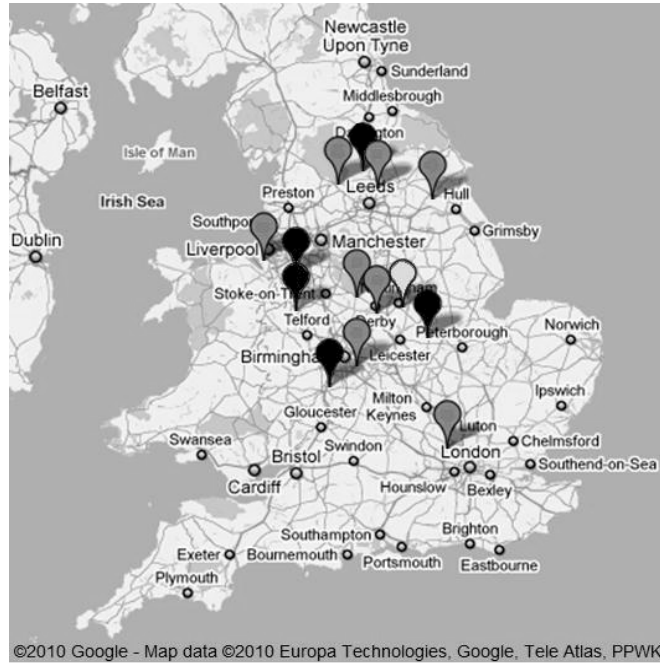 Newcastle
Upon Tyne
Sunderland
Belfast
Middlesbrough
Isle of Man
Irish Sea
Preston
Leeds
Hull
Grimsby
Dublin
Liverpool
Manchester
Stoke-on-Trent
Telford
Derby
Peterborough
Norwich
Birmingham
Leicester
Milton
Keynes
Ipswich
Gloucester
Luton
Swansea
Swindon
Chelmsford
Bristol
London
Southend-on-Sea
Cardiff
Hounslow
Bexley
Southampton
Brighton
Exeter
Bournemouth
Portsmouth
Eastbourne
Plymouth
©2010 Google - Map data ©2010 Europa Technologies, Google, Tele Atlas, PPWK